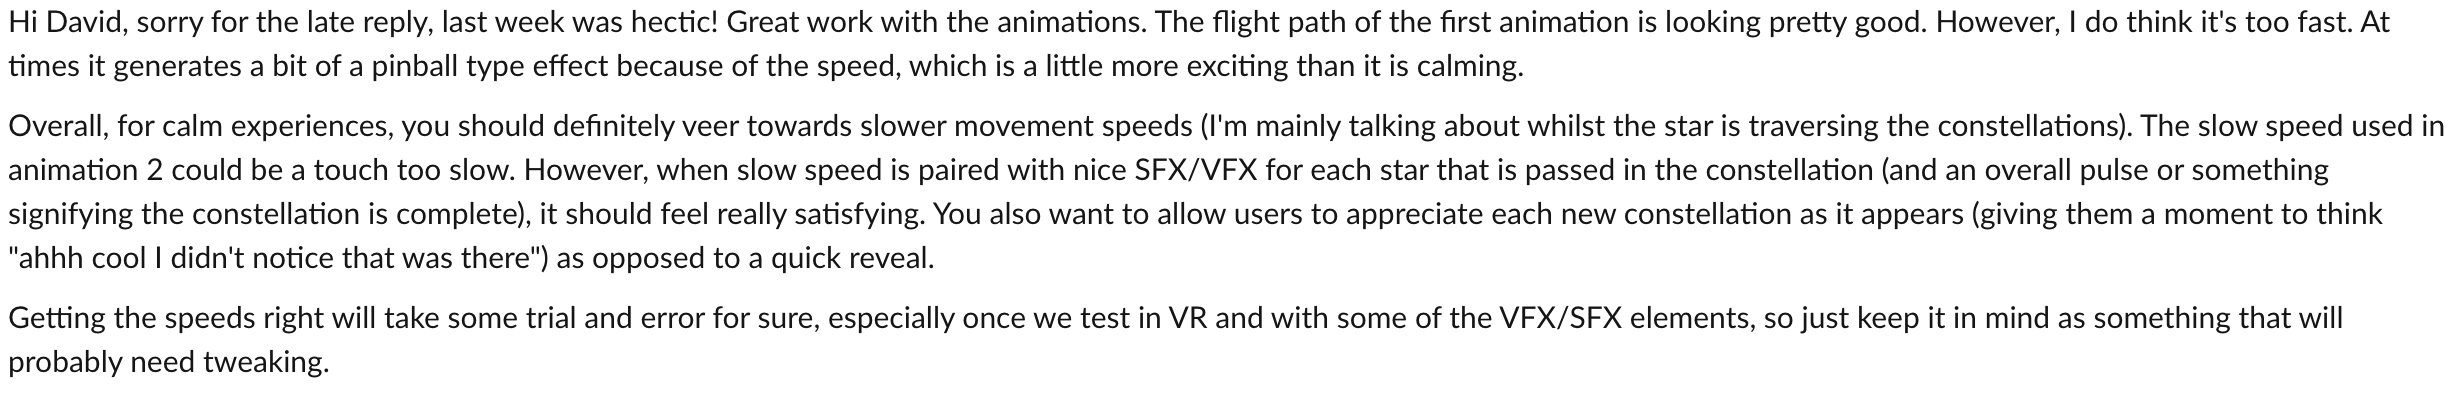 Hi David, sorry for the late reply, last week was hectic! Great work with the animations. The flight path of the first animation is looking pretty good. However, I do think it's too fast. At
times it generates a bit of a pinball type effect because of the speed, which is a little more exciting than it is calming.
Overall, for calm experiences, you should definitely veer towards slower movement speeds (I'm mainly talking about whilst the star is traversing the constellations). The slow speed used in
animation 2 could be a touch too slow. However, when slow speed is paired with nice SFX/VFX for each star that is passed in the constellation (and an overall pulse or something
signifying the constellation is complete), it should feel really satisfying. You also want to allow users to appreciate each new constellation as it appears (giving them a moment to think
"ahhh cool I didn't notice that was there") as opposed to a quick reveal.
Getting the speeds right will take some trial and error for sure, especially once we test in VR and with some of the VFX/SFX elements, so just keep it in mind as something that will
probably need tweaking.